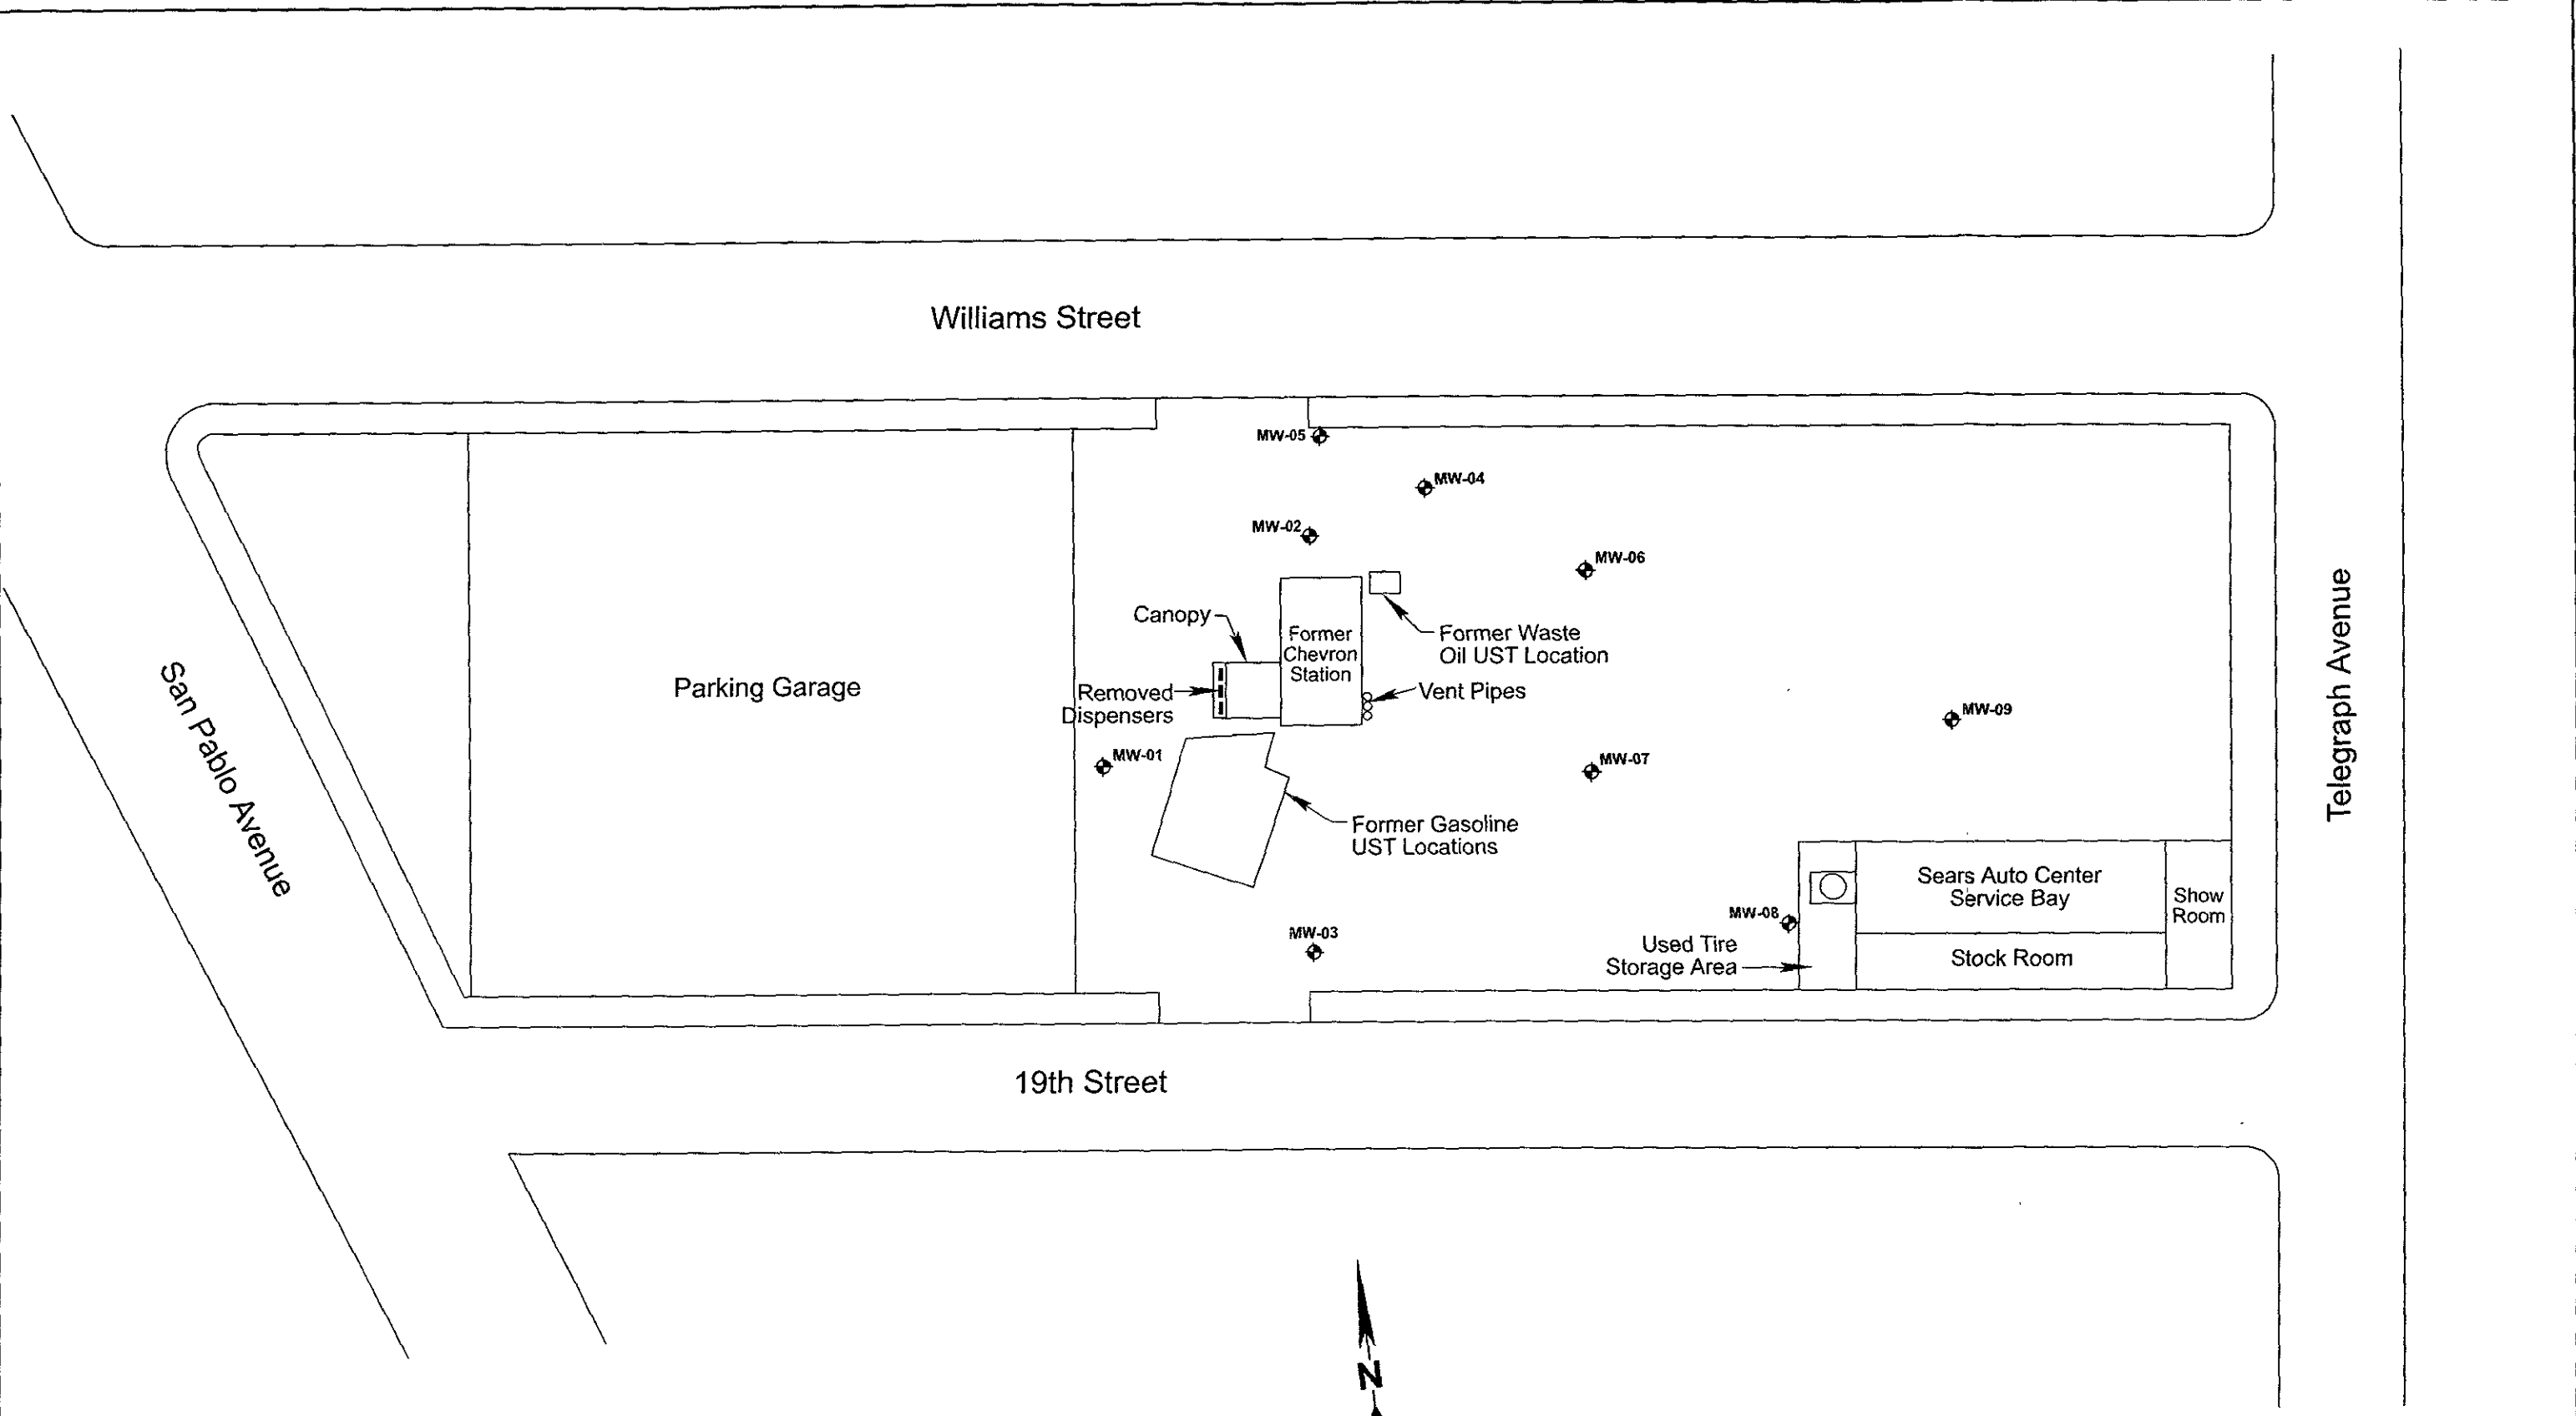 Williams Street
MW-05
MW-04
MW-02
MW-06
Canopy
Former
Chevron
Station
Former Waste
Oil UST Location
Removed
Dispensers
Vent Pipes
Parking Garage
San Pablo Avenue
Telegraph Avenue
MW-09
MW-01
MW-07
Former Gasoline
UST Locations
Sears Auto Center
Service Bay
Show
Room
MW-08
MW-03
Used Tire
Storage Area
Stock Room
19th Street
N